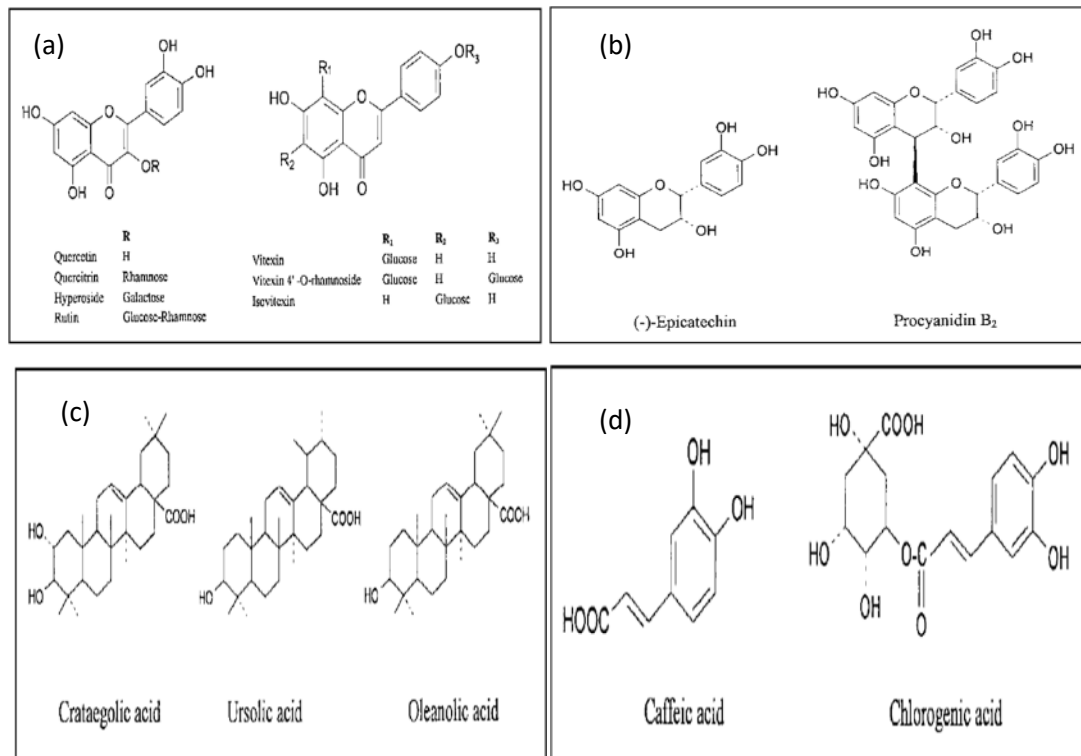 (a)
OH
OH
HO
O
OR
OH
O
R₁
OR₃
HO
O
R₂
OH
O
R
Quercetin H
Quercitrin Rhamnose
Hyperoside Galactose
Rutin Glucose-Rhamnose
R₁ R₂ R₃
Vitexin Glucose H H
Vitexin 4' -O-rhamnoside Glucose H Glucose
Isovitexin H Glucose H
(b)
OH
OH
HO
O
OH
OH
OH
OH
HO
O
OH
OH
OH
OH
HO
O
OH
OH
(-)-Epicatechin
Procyanidin B₂
(c)
HO
HO
COOH
HO
COOH
HO
COOH
Crataegolic acid
Ursolic acid
Oleanolic acid
(d)
OH
OH
HOOC
HO
COOH
HO
OH
O-C
O
OH
OH
Caffeic acid
Chlorogenic acid